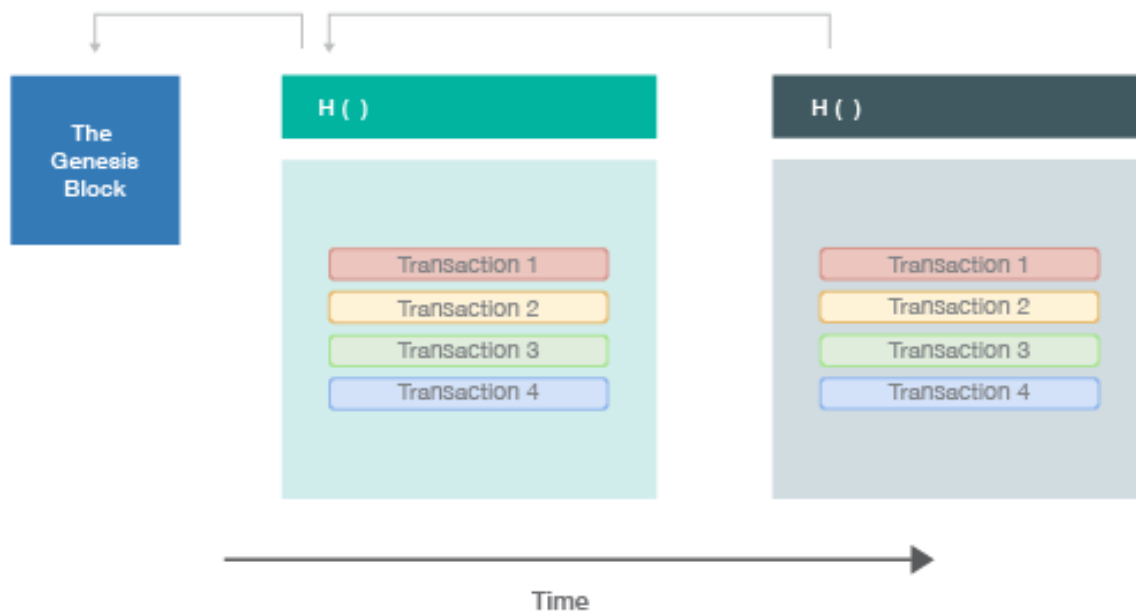 The
Genesis
Block
H ( )
Transaction 1
Transaction 2
Transaction 3
Transaction 4
H ( )
Transaction 1
Transaction 2
Transaction 3
Transaction 4
Time